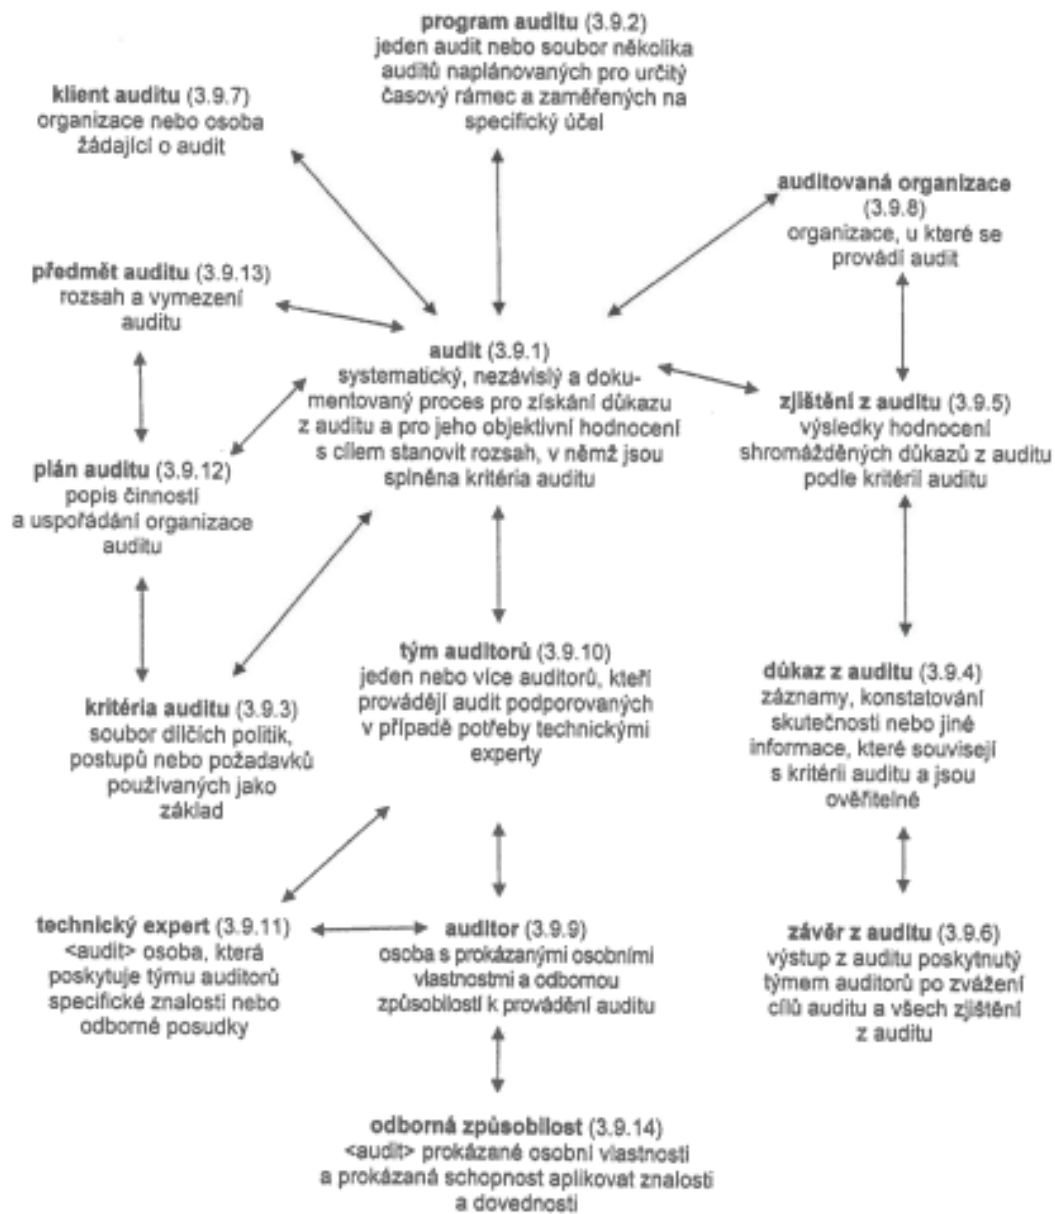 program auditu (3.9.2)
jeden audit nebo soubor několika
auditů naplánovaných pro určitý
časový rámec a zaměřených na
specifický účel
klient auditu (3.9.7)
organizace nebo osoba
žádající o audit
auditovaná organizace
(3.9.8)
organizace, u které se
provádí audit
předmět auditu (3.9.13)
rozsah a vymezení
auditu
audit (3.9.1)
systematický, nezávislý a doku-
mentovaný proces pro získání důkazu
z auditu a pro jeho objektivní hodnocení
s cílem stanovit rozsah, v němž jsou
splněna kritéria auditu
zjištění z auditu (3.9.5)
výsledky hodnocení
shromážděných důkazů z auditu
podle kritérií auditu
plán auditu (3.9.12)
popis činností
a uspořádání organizace
auditu
tým auditorů (3.9.10)
jeden nebo více auditorů, kteří
provádějí audit podporovaných
v případě potřeby technickými
experty
důkaz z auditu (3.9.4)
záznamy, konstatování
skutečnosti nebo jiné
informace, které souvisejí
s kritérii auditu a jsou
ověřitelné
kritéria auditu (3.9.3)
soubor dílčích politik,
postupů nebo požadavků
používaných jako
základ
technický expert (3.9.11)
<audit> osoba, která
poskytuje týmu auditorů
specifické znalosti nebo
odborné posudky
auditor (3.9.9)
osoba s prokázanými osobními
vlastnostmi a odbornou
způsobilostí k provádění auditu
závěr z auditu (3.9.6)
výstup z auditu poskytnutý
týmem auditorů po zvážení
cílů auditu a všech zjištění
z auditu
odborná způsobilost (3.9.14)
<audit> prokázané osobní vlastnosti
a prokázaná schopnost aplikovat znalosti
a dovednosti